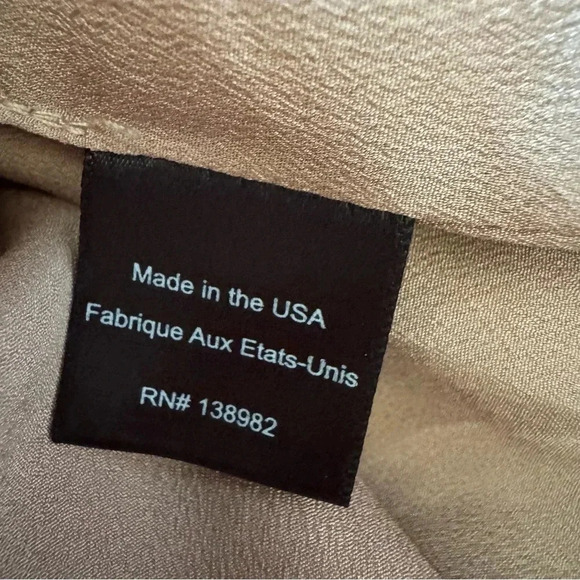 Made in the USA
Fabrique Aux Etats-Unis
RN# 138982